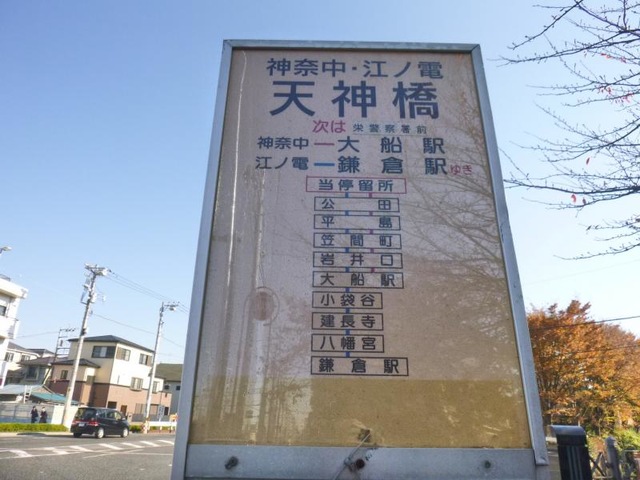 神奈中・江ノ電
天神橋
次は 栄警察署前
神奈中ー大船駅
江ノ電ー鎌倉駅ゆき
当停留所
公田
平島
笠間町
岩井口
大船駅
小袋谷
建長寺
八幡宮
鎌倉駅